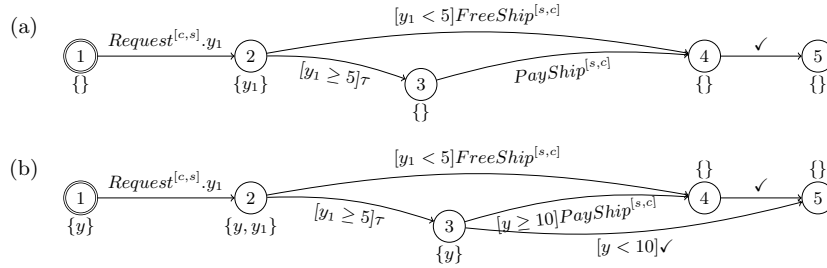 [y₁ < 5]FreeShip^[s,c]
(a) Request^[c,s].y₁ ✓
1 2 4 5
[y₁ ≥ 5]τ PayShip^[s,c]
3
{} {y₁} {} {}
{}
[y₁ < 5]FreeShip^[s,c]
(b) {} {}
Request^[c,s].y₁ ✓
1 2 4 5
[y₁ ≥ 5]τ [y ≥ 10]PayShip^[s,c]
3
{y} {y, y₁} [y < 10]✓
{y}